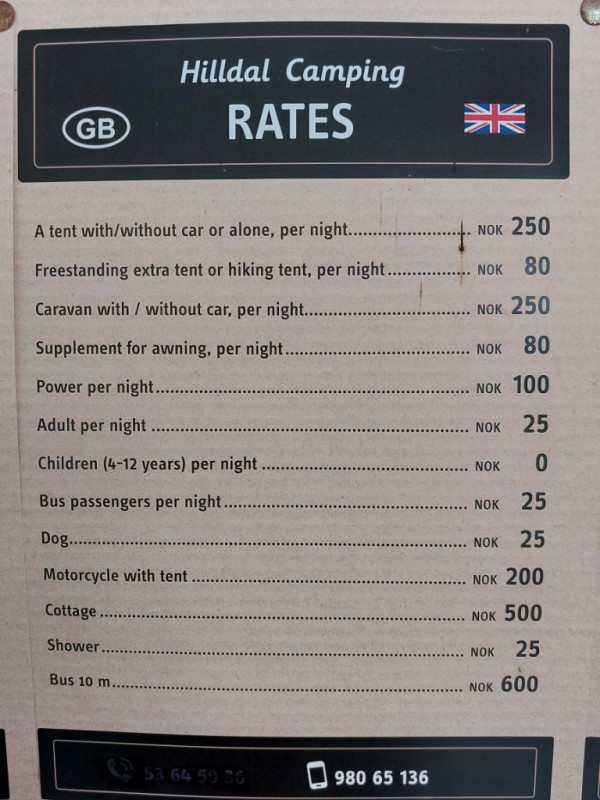 Hilldal Camping
GB
RATES
A tent with/without car or alone, per night.................... NOK 250
Freestanding extra tent or hiking tent, per night.............. NOK 80
Caravan with / without car, per night........................... NOK 250
Supplement for awning, per night................................ NOK 80
Power per night................................................. NOK 100
Adult per night ................................................ NOK 25
Children (4-12 years) per night ................................ NOK 0
Bus passengers per night........................................ NOK 25
Dog............................................................. NOK 25
Motorcycle with tent ........................................... NOK 200
Cottage ........................................................ NOK 500
Shower.......................................................... NOK 25
Bus 10 m........................................................ NOK 600
53 64 50 36 980 65 136